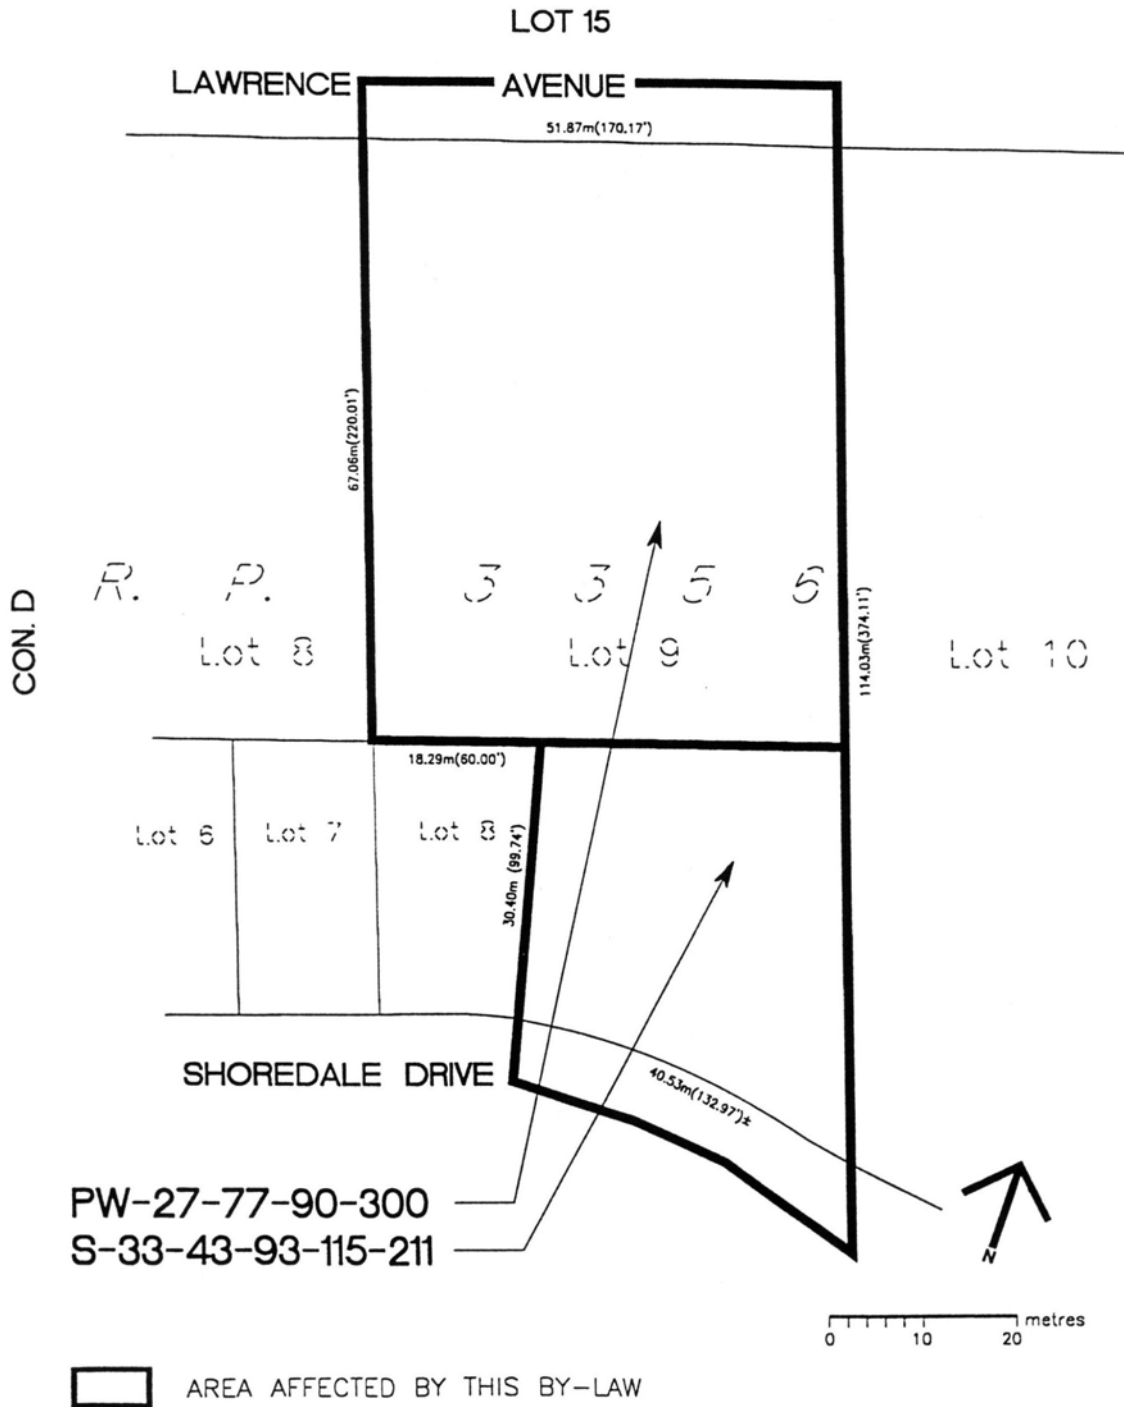 LOT 15
LAWRENCE AVENUE
51.87m(170.17')
67.06m(220.01')
CON. D
R. P. 3 3 5 6
114.03m(374.11')
Lot 8 Lot 9 Lot 10
18.29m(60.00')
Lot 6 Lot 7 Lot 8
30.40m (99.74')
SHOREDALE DRIVE
40.53m(132.97')±
PW-27-77-90-300
S-33-43-93-115-211
N
metres
0 10 20
AREA AFFECTED BY THIS BY-LAW